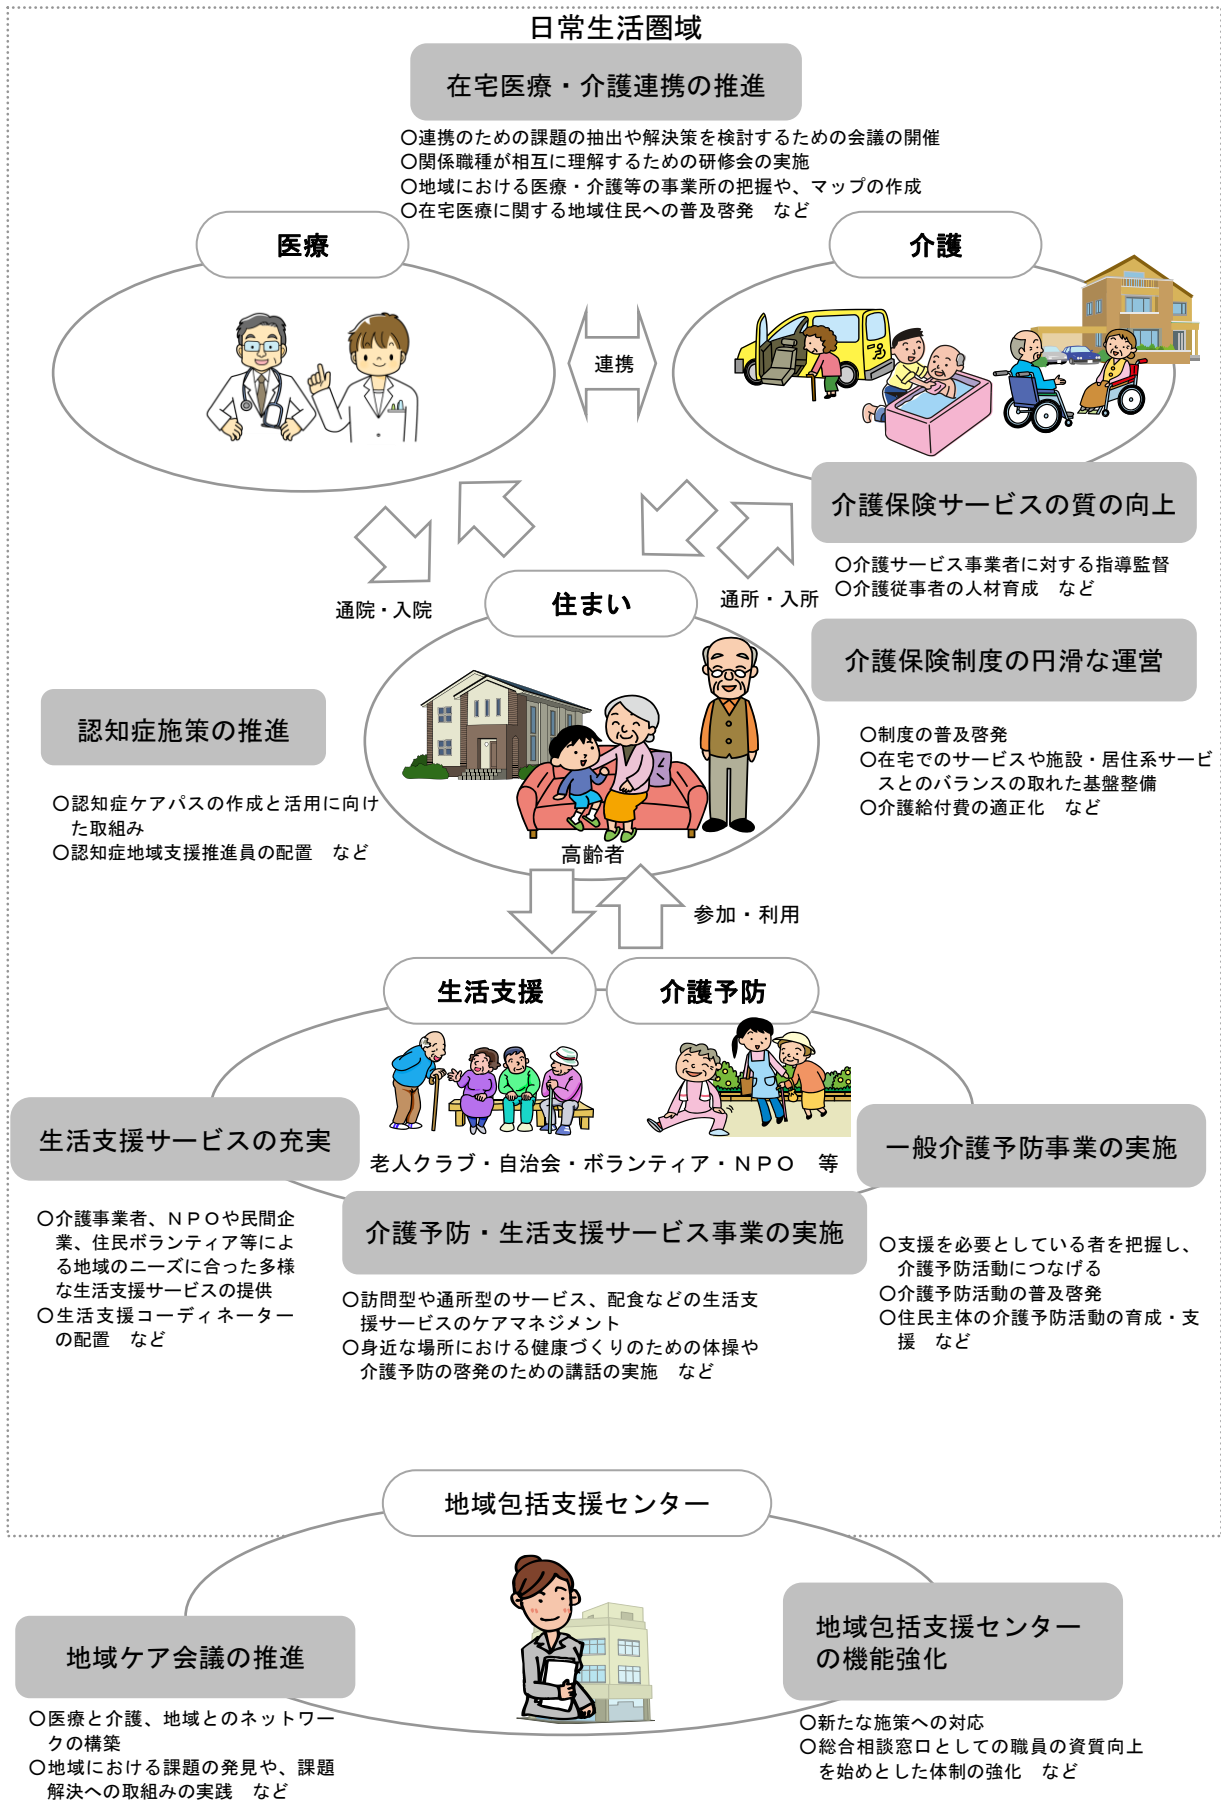 日常生活圏域
在宅医療・介護連携の推進
○連携のための課題の抽出や解決策を検討するための会議の開催
○関係職種が相互に理解するための研修会の実施
○地域における医療・介護等の事業所の把握や、マップの作成
○在宅医療に関する地域住民への普及啓発　など
医療
介護
連携
介護保険サービスの質の向上
○介護サービス事業者に対する指導監督
○介護従事者の人材育成　など
通院・入院
住まい
通所・入所
介護保険制度の円滑な運営
○制度の普及啓発
○在宅でのサービスや施設・居住系サービ
スとのバランスの取れた基盤整備
○介護給付費の適正化　など
認知症施策の推進
○認知症ケアパスの作成と活用に向け
た取組み
○認知症地域支援推進員の配置　など
高齢者
参加・利用
生活支援
介護予防
老人クラブ・自治会・ボランティア・ＮＰＯ　等
生活支援サービスの充実
○介護事業者、ＮＰＯや民間企
業、住民ボランティア等によ
る地域のニーズに合った多様
な生活支援サービスの提供
○生活支援コーディネーター
の配置　など
介護予防・生活支援サービス事業の実施
○訪問型や通所型のサービス、配食などの生活支
援サービスのケアマネジメント
○身近な場所における健康づくりのための体操や
介護予防の啓発のための講話の実施　など
一般介護予防事業の実施
○支援を必要としている者を把握し、
介護予防活動につなげる
○介護予防活動の普及啓発
○住民主体の介護予防活動の育成・支
援　など
地域包括支援センター
地域ケア会議の推進
○医療と介護、地域とのネットワー
クの構築
○地域における課題の発見や、課題
解決への取組みの実践　など
地域包括支援センター
の機能強化
○新たな施策への対応
○総合相談窓口としての職員の資質向上
を始めとした体制の強化　など